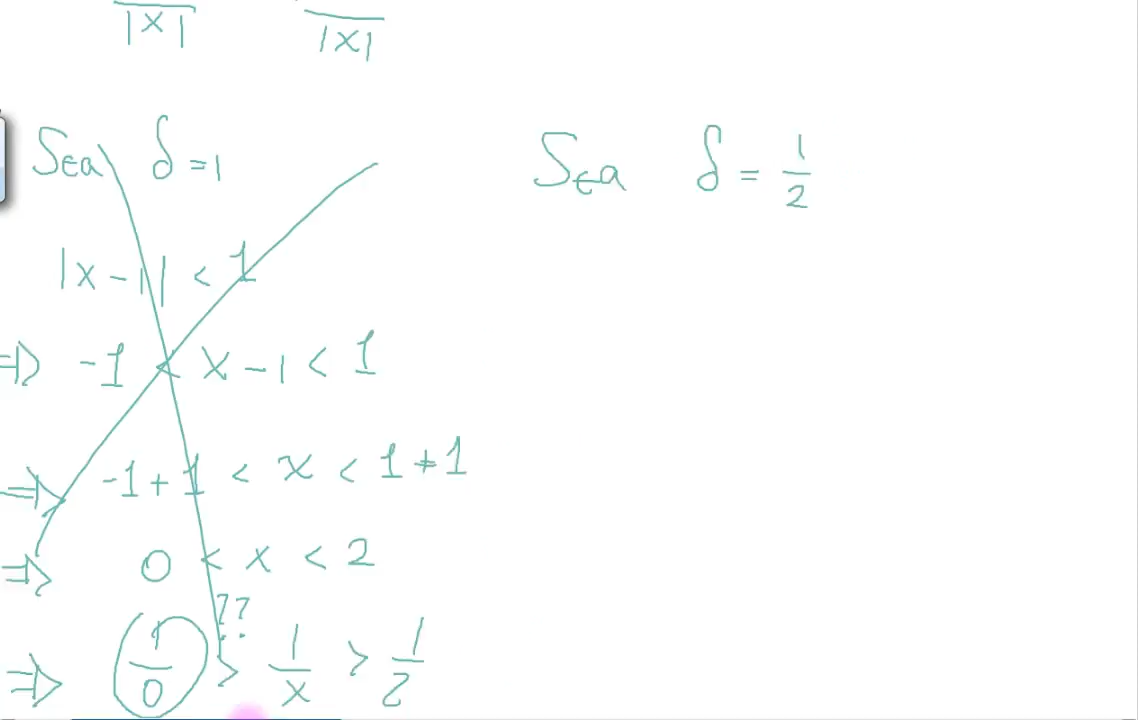 |x| |x|
Sea δ = 1
|x - 1| < 1
⇒ -1 < x - 1 < 1
⇒ -1 + 1 < x < 1 + 1
⇒ 0 < x < 2
??
⇒ 1/0 > 1/x > 1/2
Sea δ = 1/2